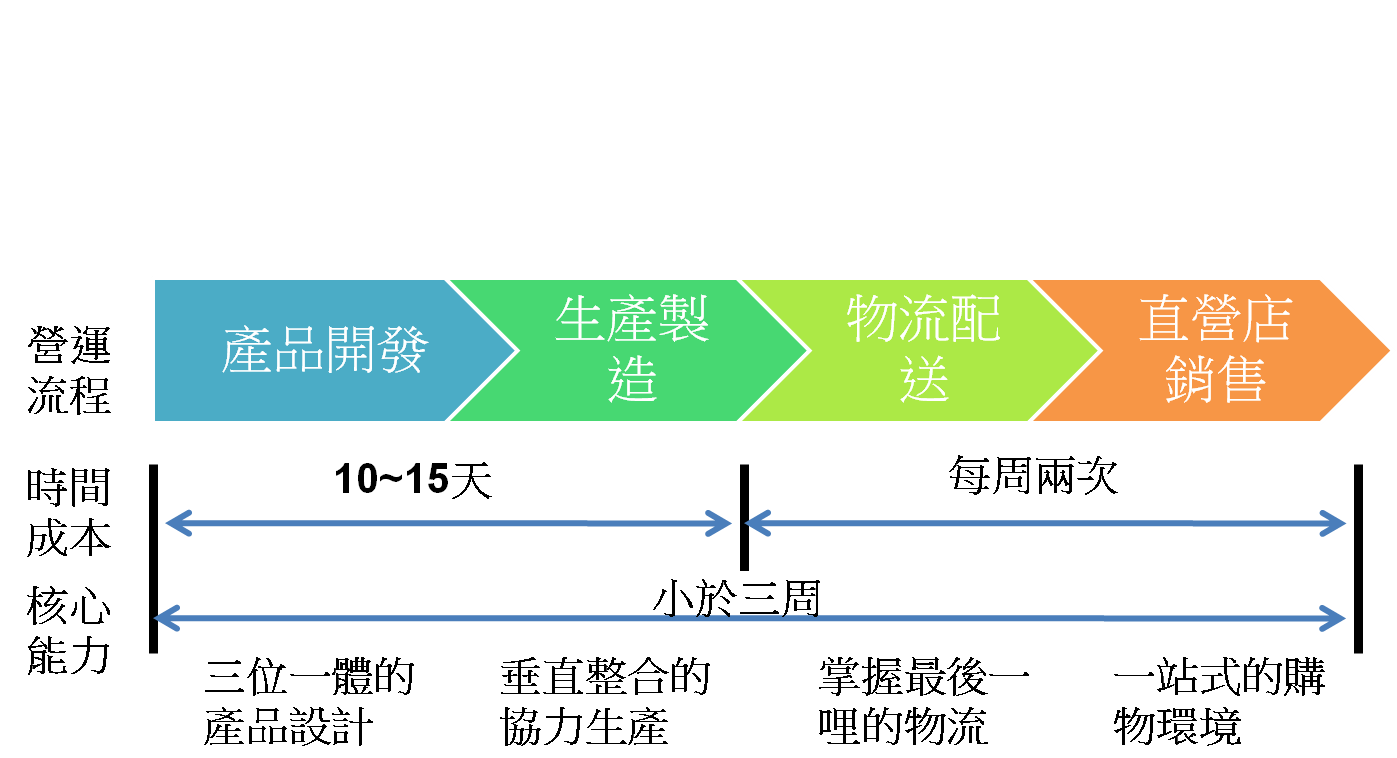 營運
流程
產品開發
生產製
造
物流配
送
直營店
銷售
時間
成本
10~15天
每周兩次
小於三周
核心
能力
三位一體的
產品設計
垂直整合的
協力生產
掌握最後一
哩的物流
一站式的購
物環境